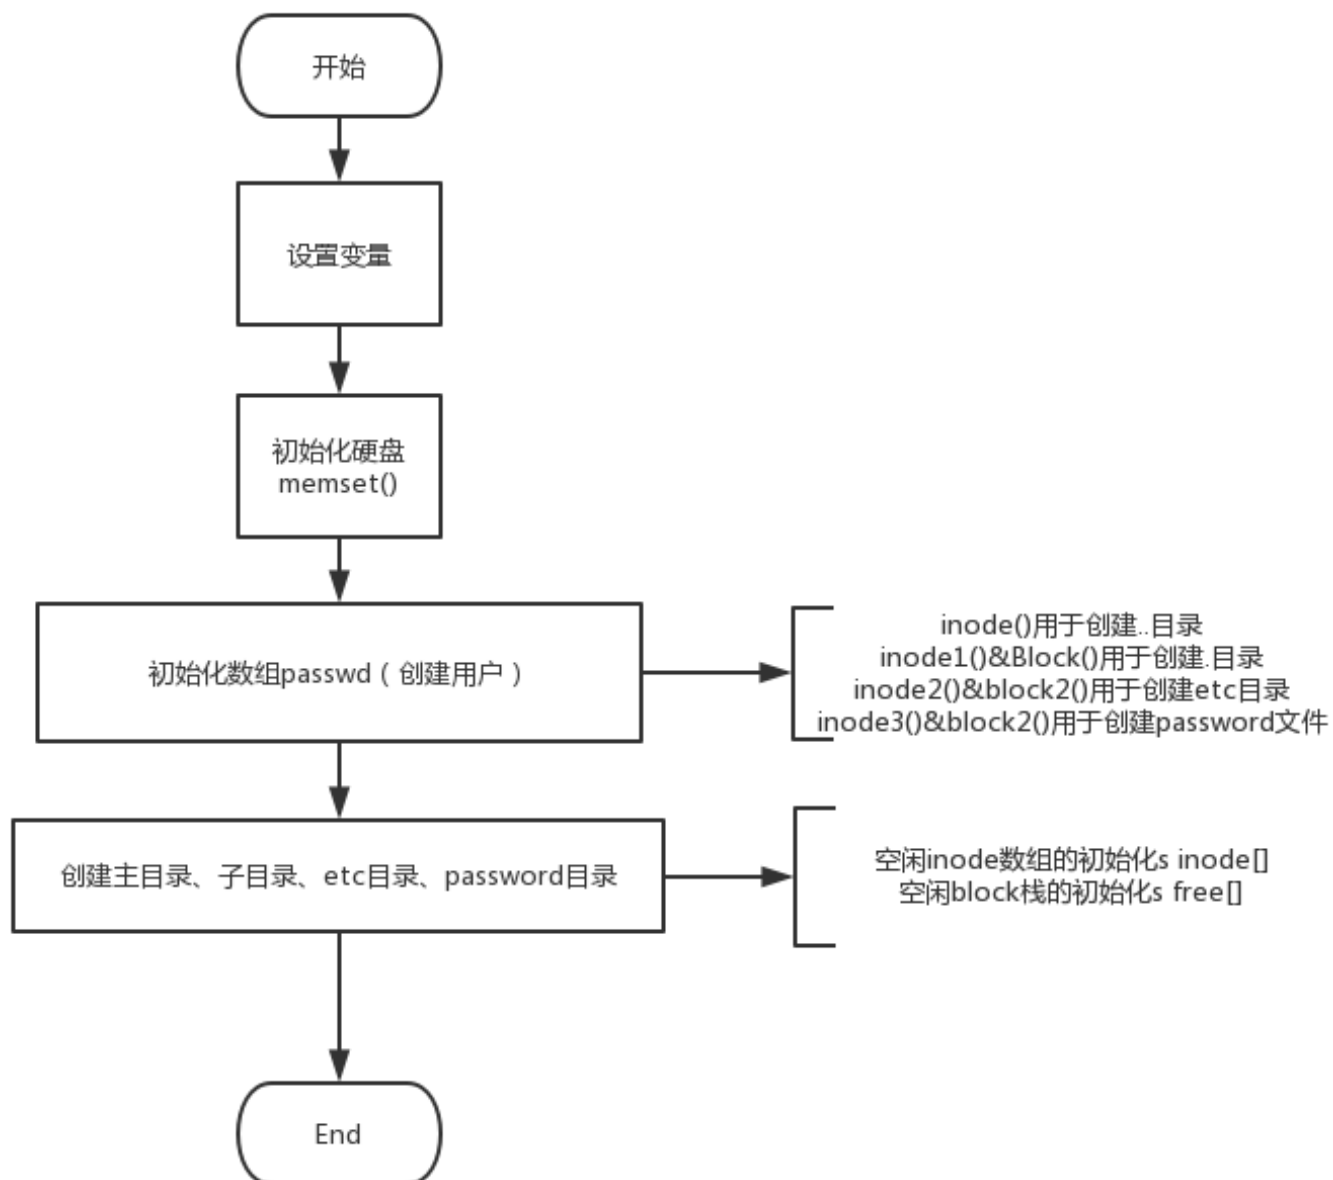 开始
设置变量
初始化硬盘
memset()
初始化数组passwd（创建用户）
inode()用于创建..目录
inode1()&Block()用于创建.目录
inode2()&block2()用于创建etc目录
inode3()&block2()用于创建password文件
创建主目录、子目录、etc目录、password目录
空闲inode数组的初始化s inode[]
空闲block栈的初始化s free[]
End